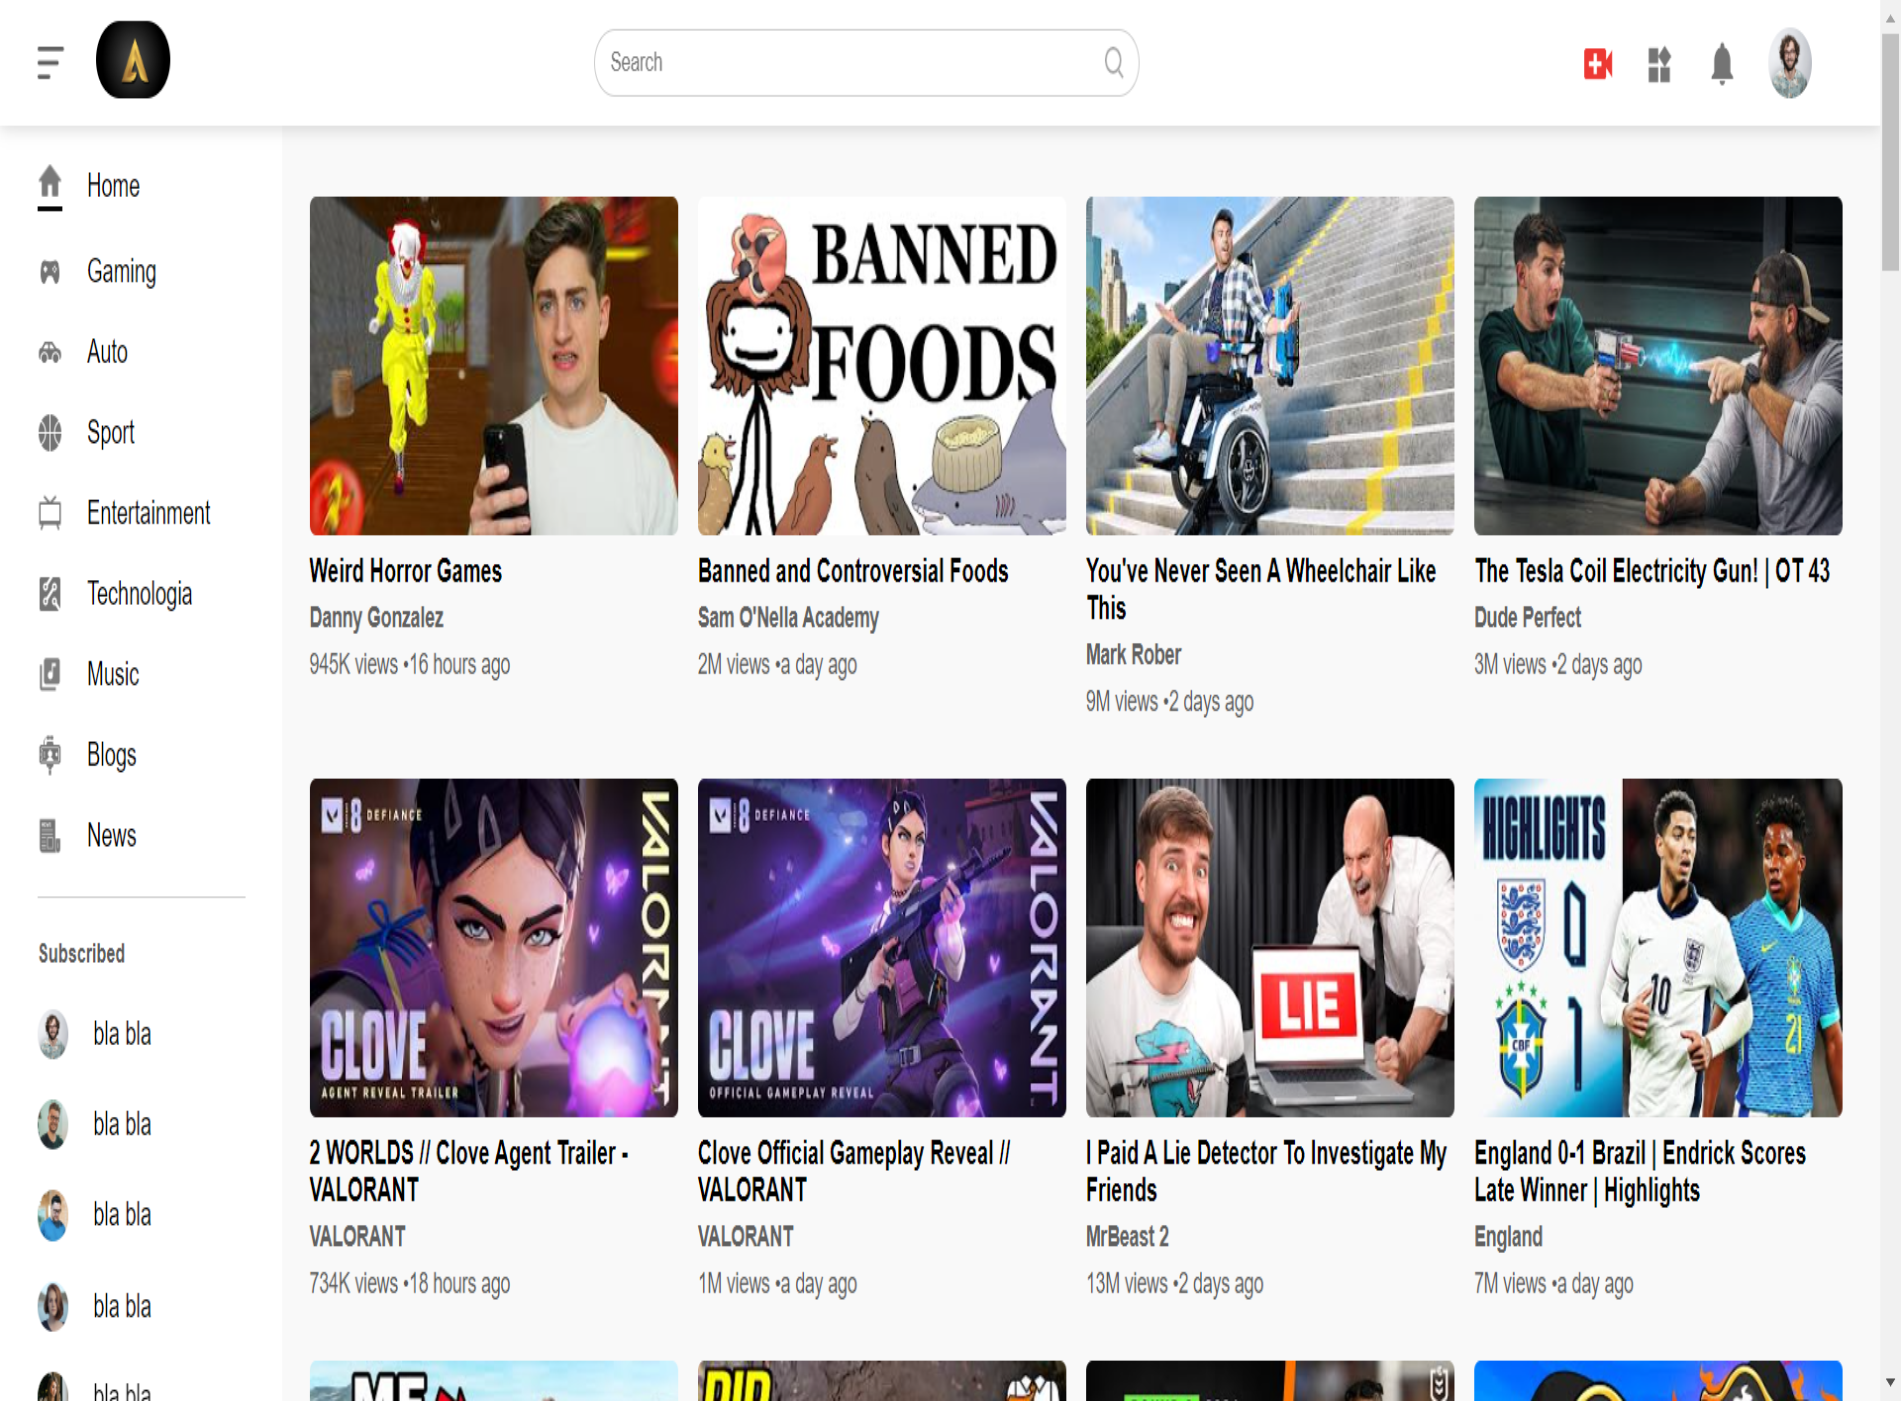 Search
Home
Gaming
Auto
Sport
Entertainment
Technologia
Music
Blogs
News
Subscribed
bla bla
bla bla
bla bla
bla bla
bla bla
BANNED
FOODS
Weird Horror Games
Danny Gonzalez
945K views •16 hours ago
Banned and Controversial Foods
Sam O'Nella Academy
2M views •a day ago
You've Never Seen A Wheelchair Like
This
Mark Rober
9M views •2 days ago
The Tesla Coil Electricity Gun! | OT 43
Dude Perfect
3M views •2 days ago
8 DEFIANCE
VALORANT
CLOVE
AGENT REVEAL TRAILER
8 DEFIANCE
VALORANT
CLOVE
OFFICIAL GAMEPLAY REVEAL
LIE
HIGHLIGHTS
0
1
CBF
10
21
2 WORLDS // Clove Agent Trailer -
VALORANT
VALORANT
734K views •18 hours ago
Clove Official Gameplay Reveal //
VALORANT
VALORANT
1M views •a day ago
I Paid A Lie Detector To Investigate My
Friends
MrBeast 2
13M views •2 days ago
England 0-1 Brazil | Endrick Scores
Late Winner | Highlights
England
7M views •a day ago
ME
DID